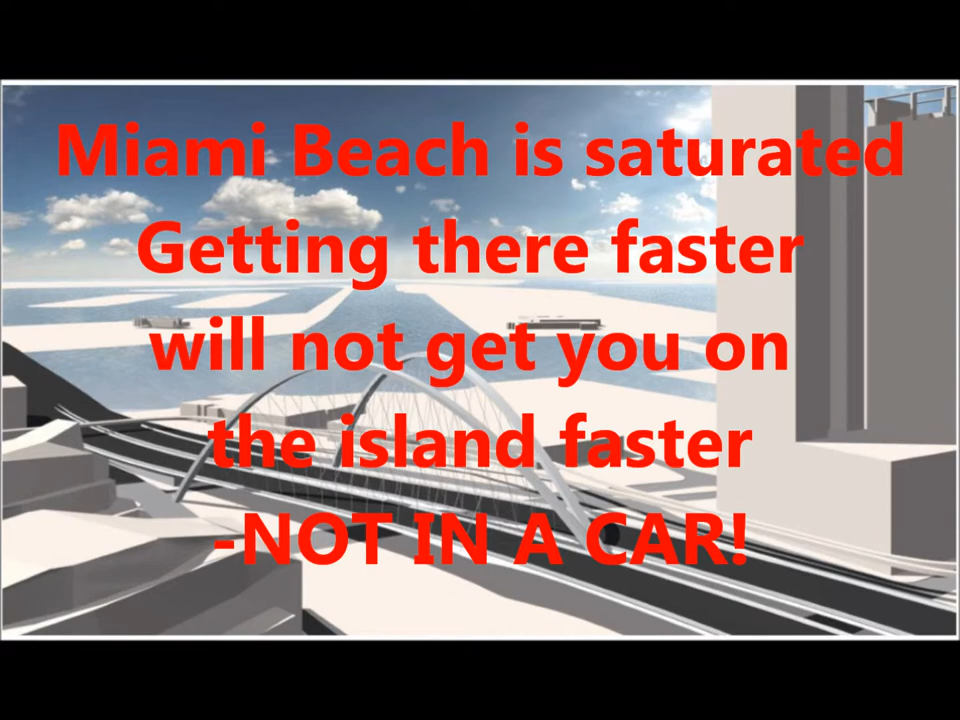 Miami Beach is saturated
Getting there faster
will not get you on
the island faster
-NOT IN A CAR!